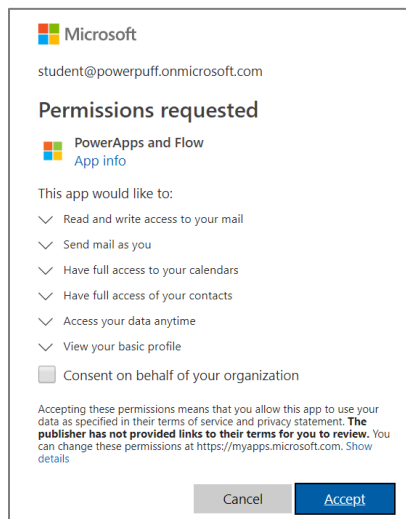 Microsoft
student@powerpuff.onmicrosoft.com
Permissions requested
PowerApps and Flow
App info
This app would like to:
Read and write access to your mail
Send mail as you
Have full access to your calendars
Have full access of your contacts
Access your data anytime
View your basic profile
Consent on behalf of your organization
Accepting these permissions means that you allow this app to use your
data as specified in their terms of service and privacy statement. The
publisher has not provided links to their terms for you to review. You
can change these permissions at https://myapps.microsoft.com. Show
details
Cancel Accept